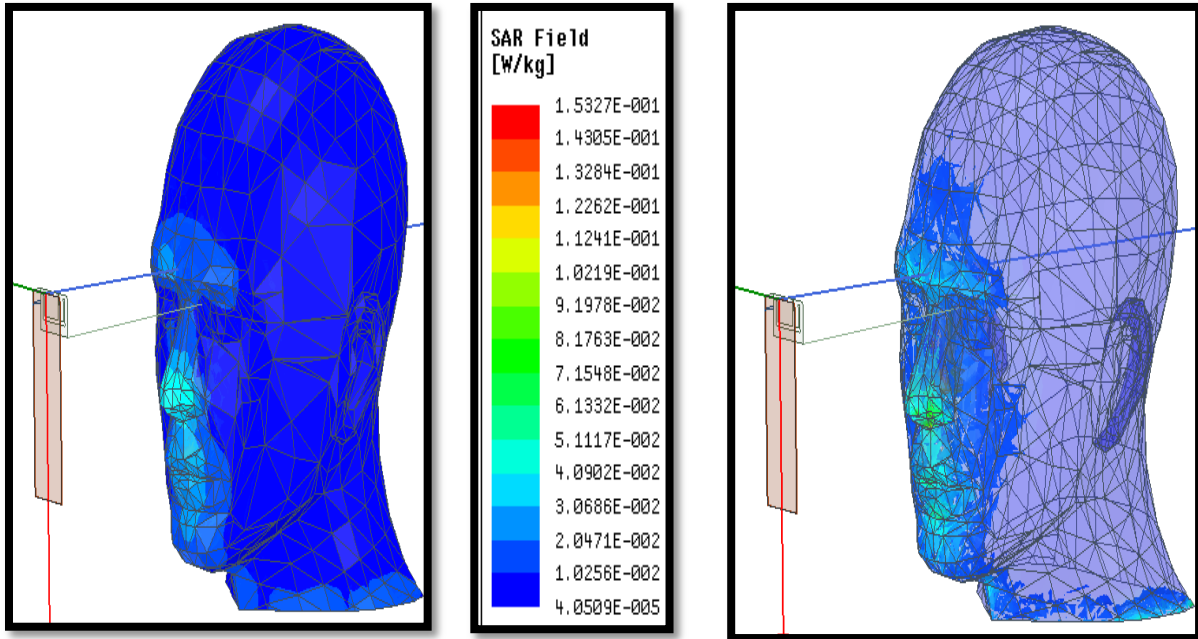 SAR Field
[W/kg]
1.5327E-001
1.4305E-001
1.3284E-001
1.2262E-001
1.1241E-001
1.0219E-001
9.1978E-002
8.1763E-002
7.1548E-002
6.1332E-002
5.1117E-002
4.0902E-002
3.0686E-002
2.0471E-002
1.0256E-002
4.0509E-005